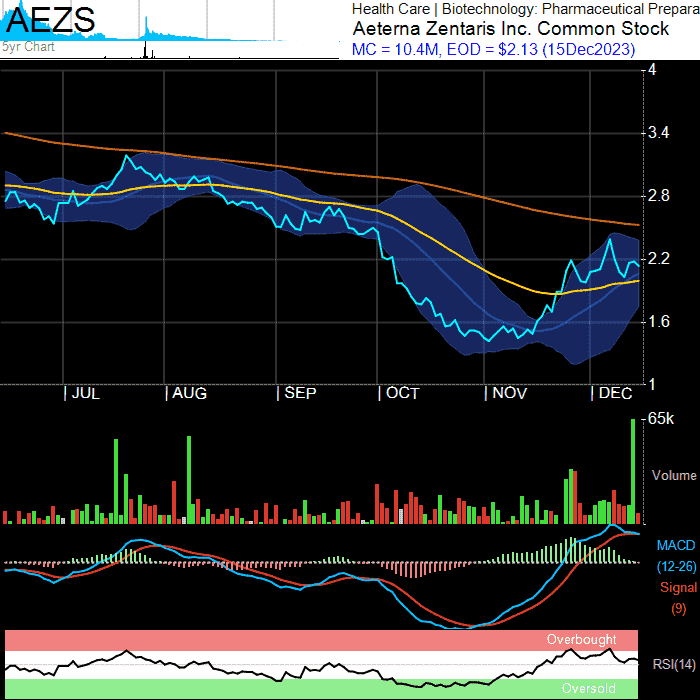 AEZS
5yr Chart
Health Care | Biotechnology: Pharmaceutical Prepara
Aeterna Zentaris Inc. Common Stock
MC = 10.4M, EOD = $2.13 (15Dec2023)
4
3.4
2.8
2.2
1.6
1
| JUL | AUG | SEP | OCT | NOV | DEC
65k
Volume
MACD
(12-26)
Signal
(9)
Overbought
RSI(14)
Oversold